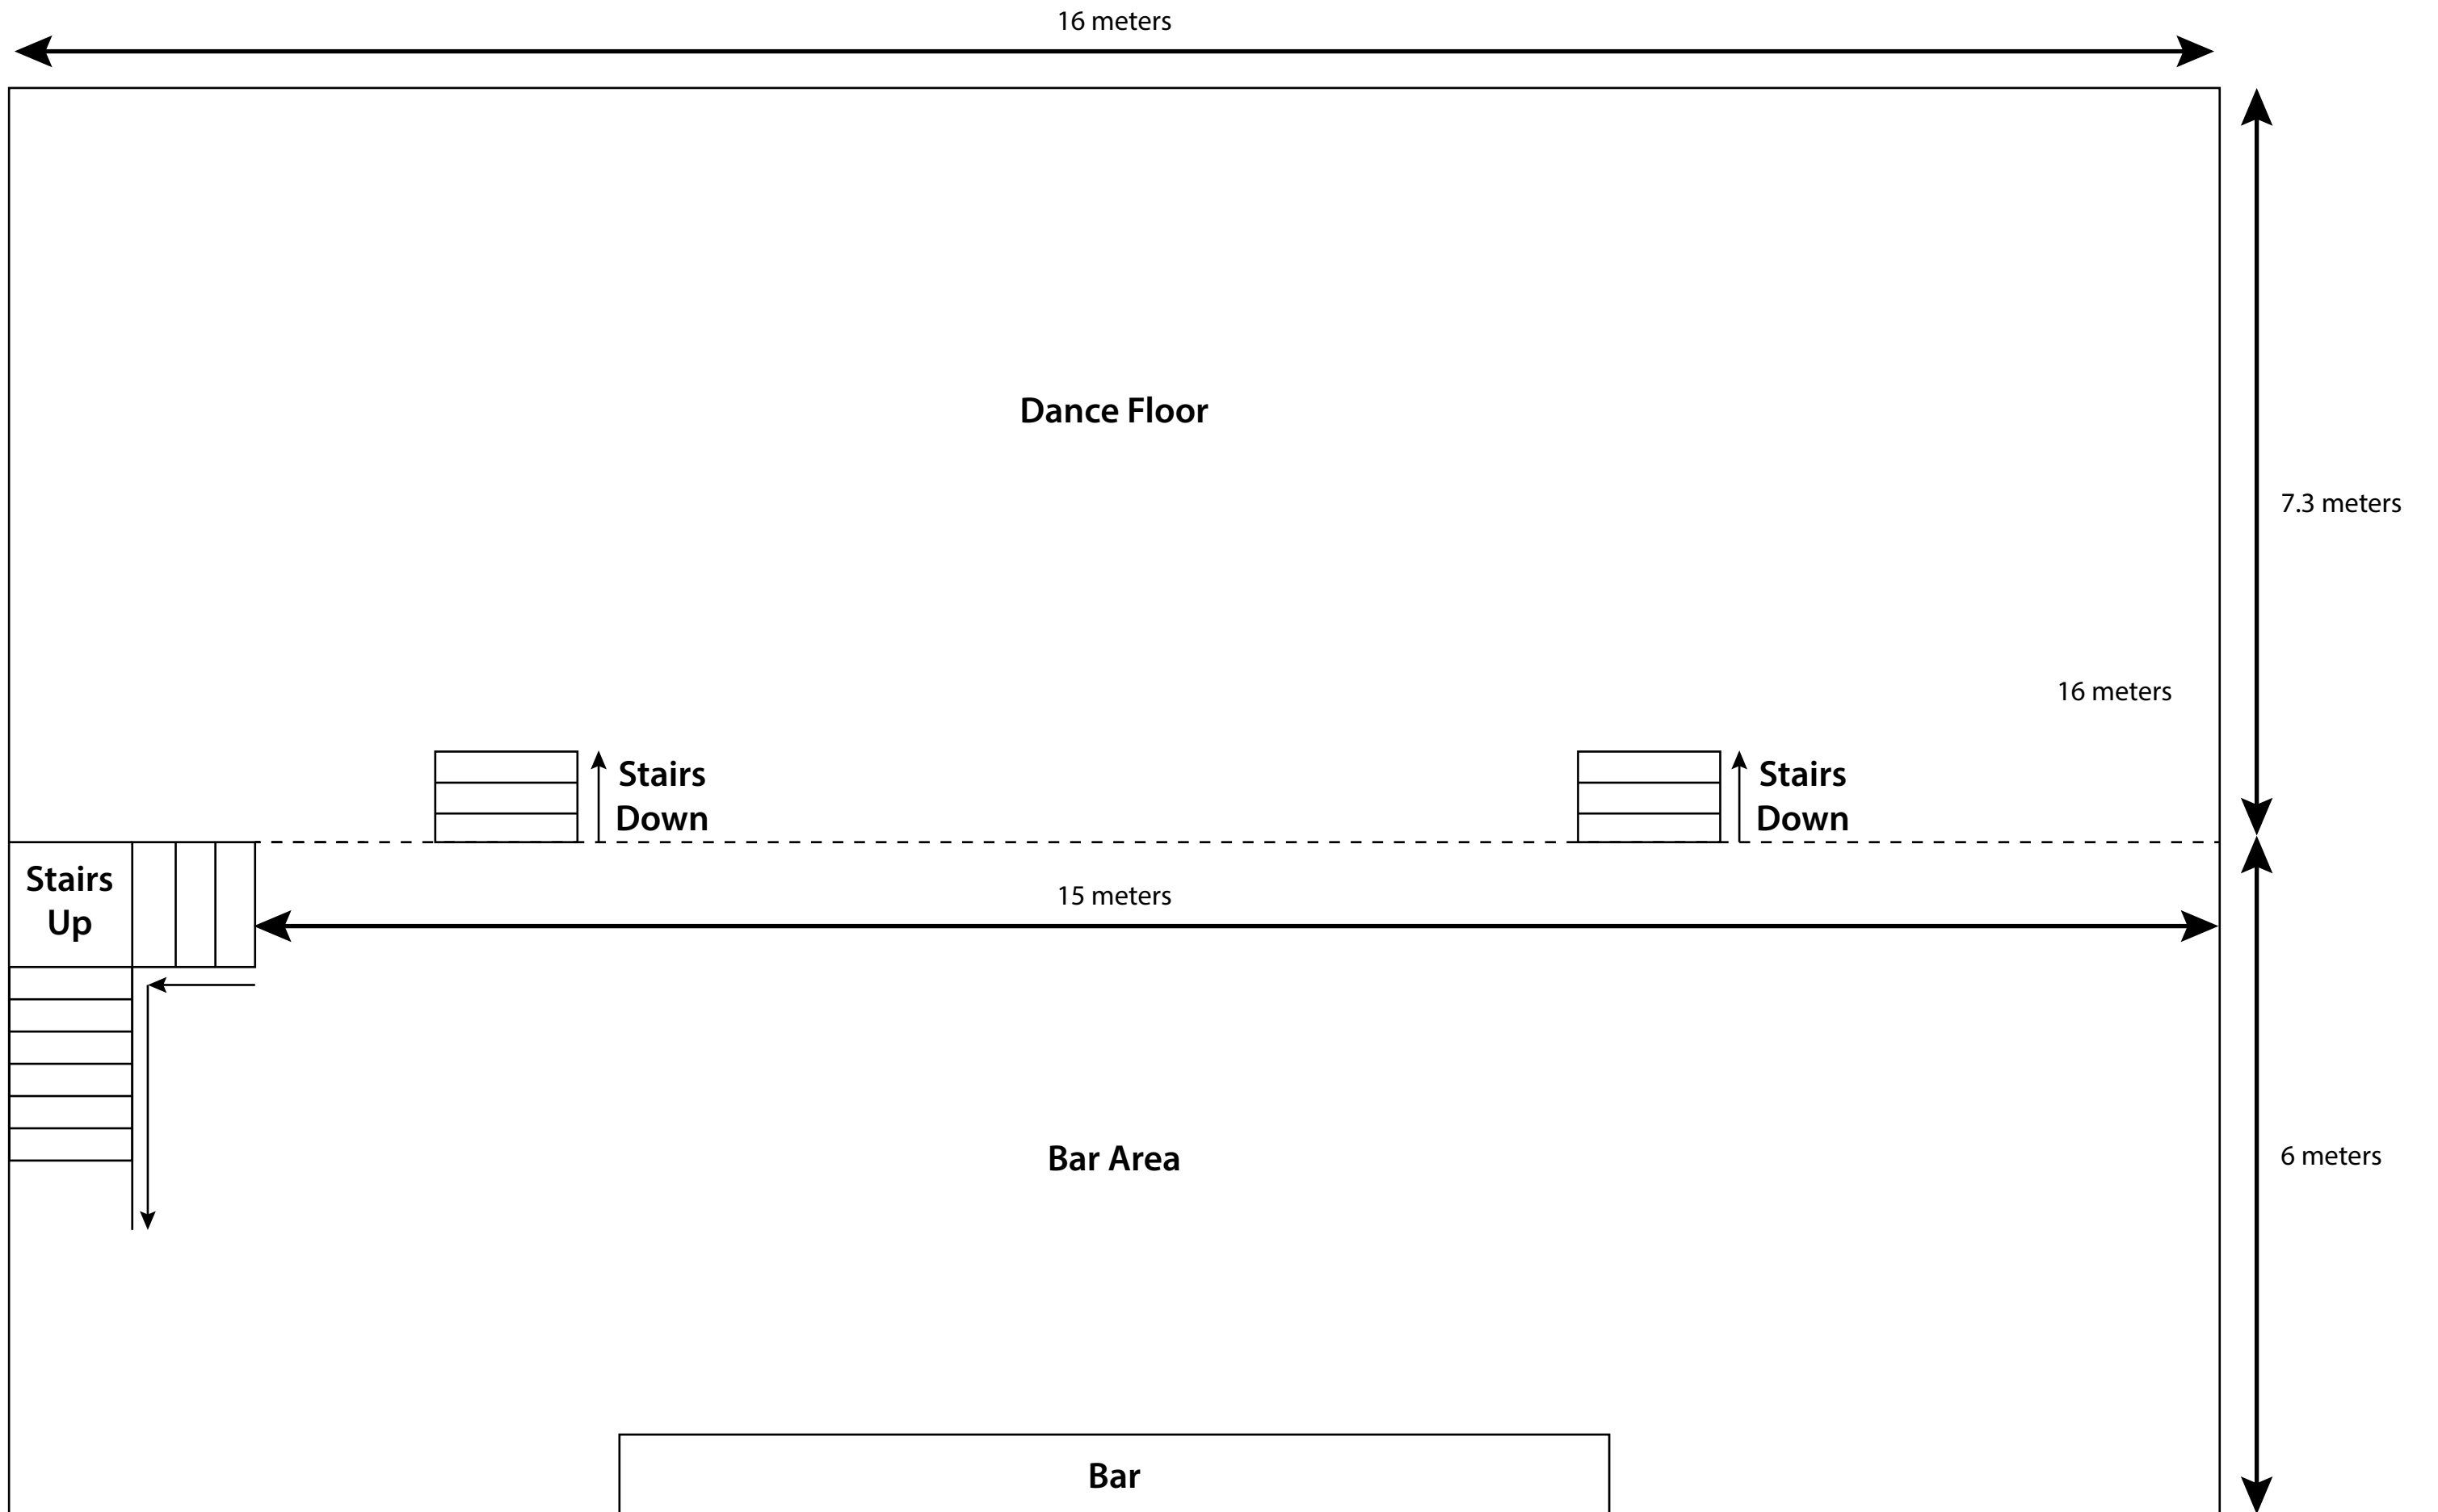 16 meters
Dance Floor
7.3 meters
16 meters
Stairs
Down
Stairs
Down
Stairs
Up
15 meters
Bar Area
6 meters
Bar